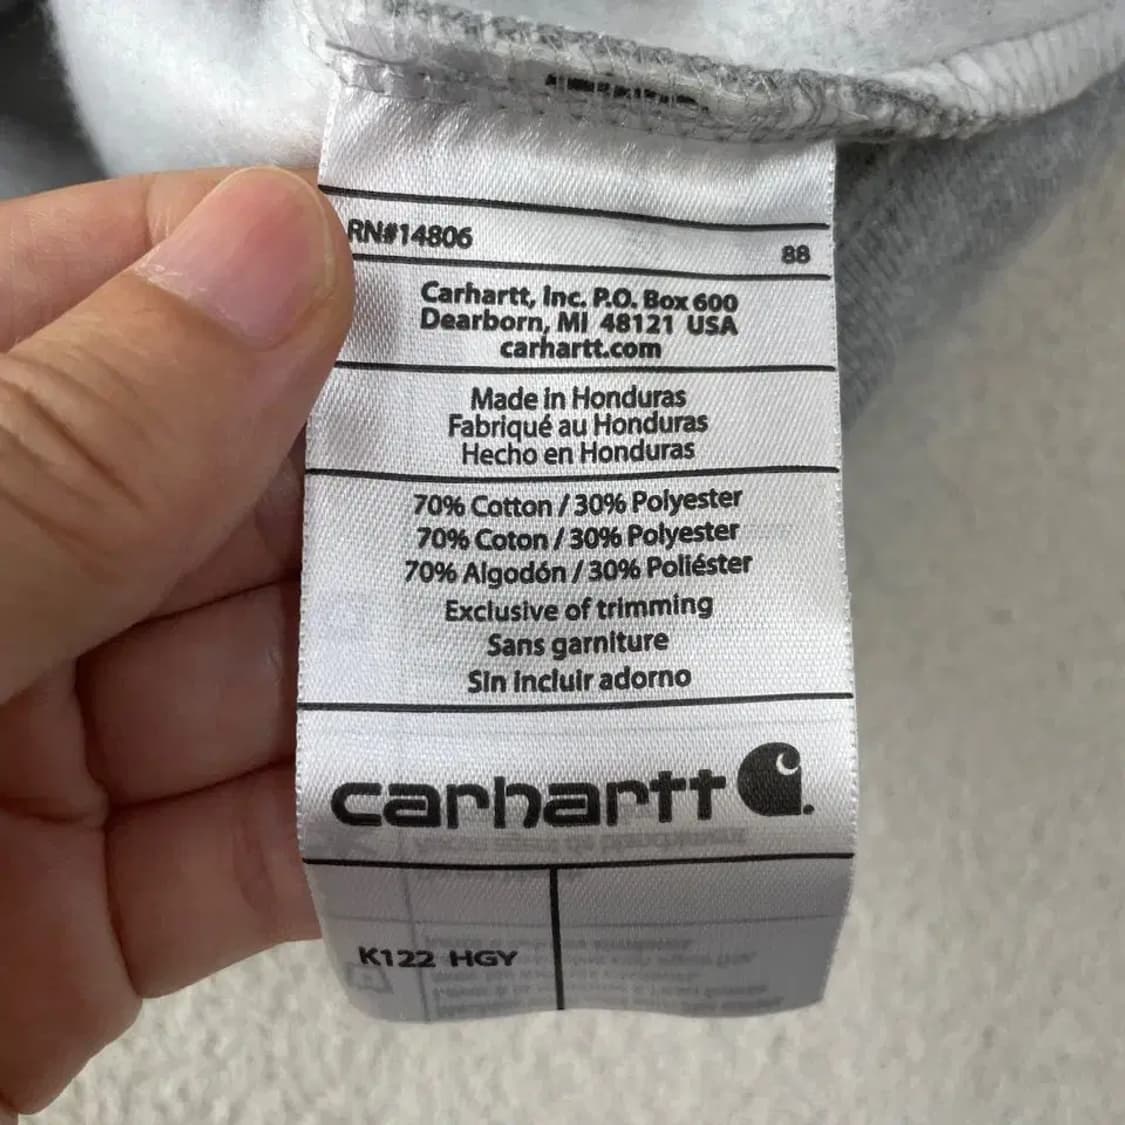 RN#14806
88
Carhartt, Inc. P.O. Box 600
Dearborn, MI 48121 USA
carhartt.com
Made in Honduras
Fabriqué au Honduras
Hecho en Honduras
70% Cotton / 30% Polyester
70% Coton / 30% Polyester
70% Algodón / 30% Poliéster
Exclusive of trimming
Sans garniture
Sin incluir adorno
carhartt
K122 HGY